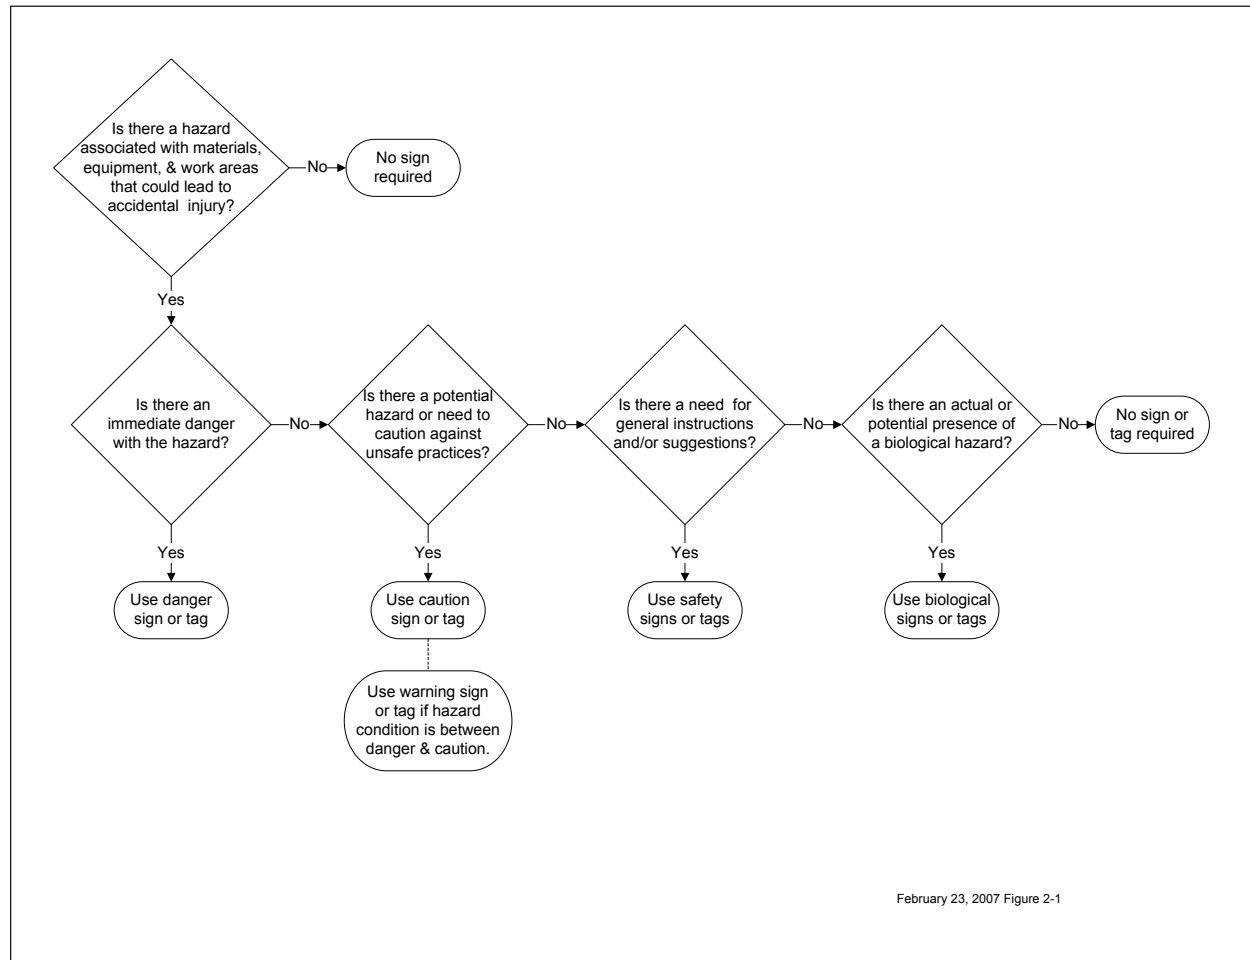 Is there a hazard
associated with materials,
equipment, & work areas
that could lead to
accidental injury?
No
No sign
required
Yes
Is there an
immediate danger
with the hazard?
No
Is there a potential
hazard or need to
caution against
unsafe practices?
No
Is there a need for
general instructions
and/or suggestions?
No
Is there an actual or
potential presence of
a biological hazard?
No
No sign or
tag required
Yes
Yes
Yes
Yes
Use danger
sign or tag
Use caution
sign or tag
Use safety
signs or tags
Use biological
signs or tags
Use warning sign
or tag if hazard
condition is between
danger & caution.
February 23, 2007 Figure 2-1